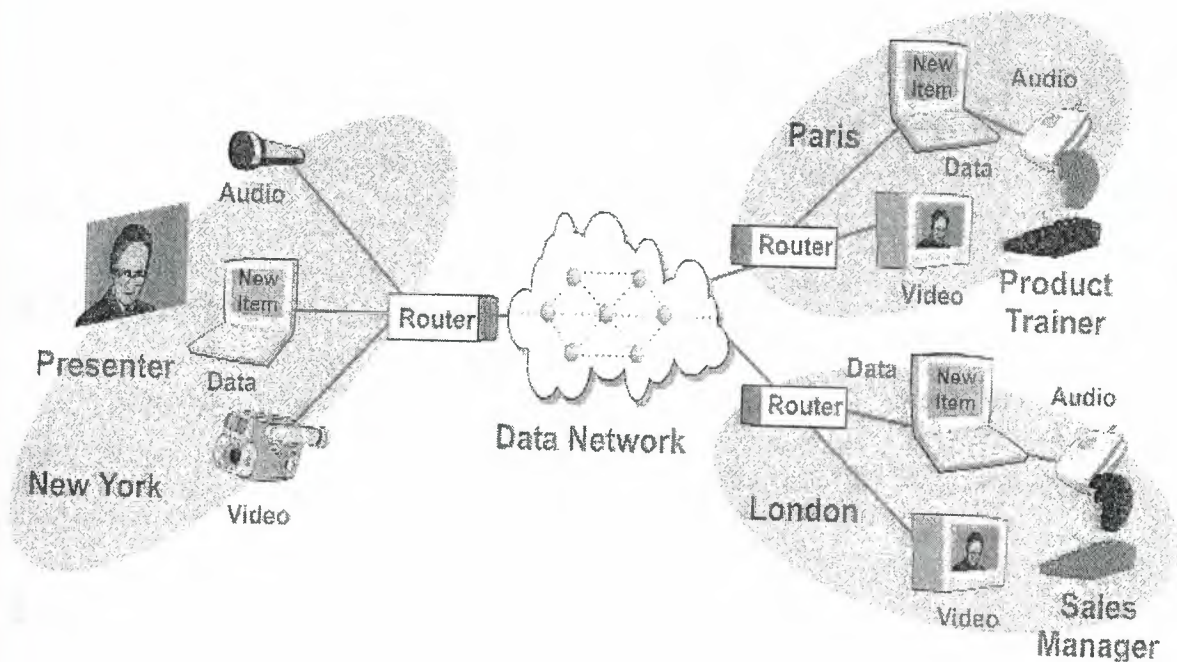 Audio
New
Item
Presenter
Data
Router
New York
Video
Data Network
Paris
New
Item
Audio
Data
Router
Video
Product
Trainer
Data
New
Item
Audio
Router
London
Video
Sales
Manager